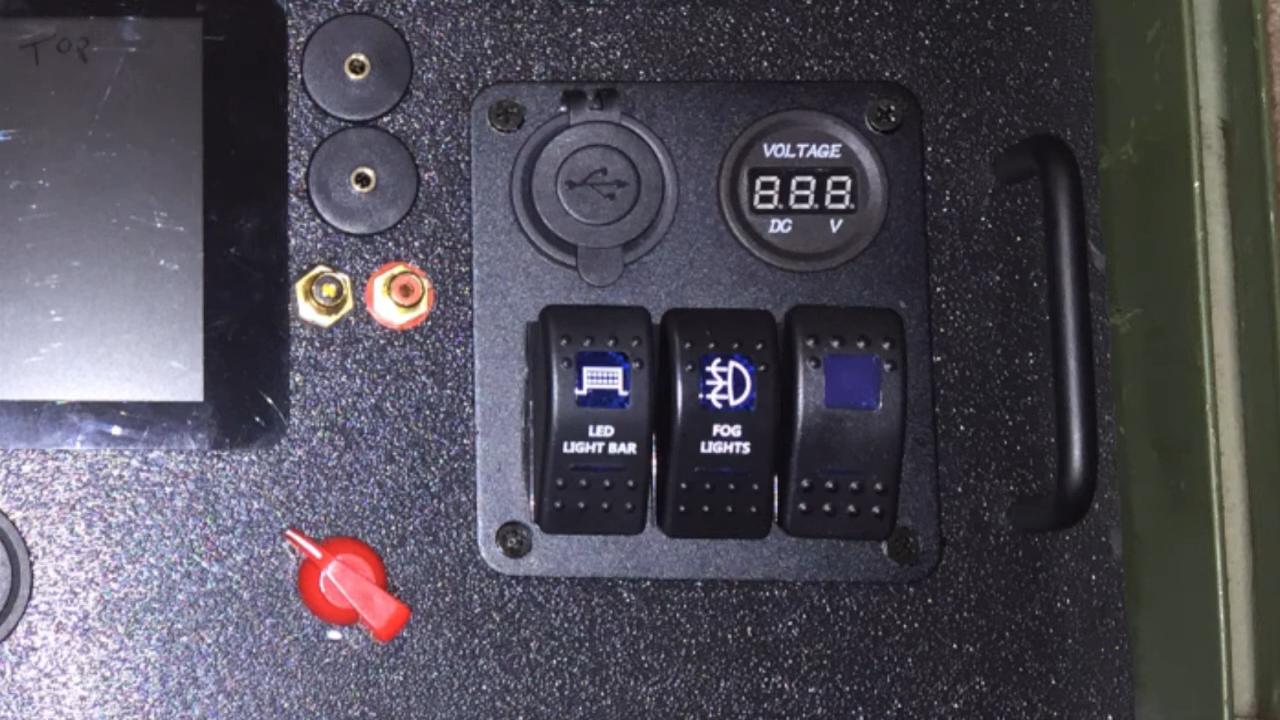 TOP
VOLTAGE
8.8.8.
DC V
LED
LIGHT BAR
FOG
LIGHTS